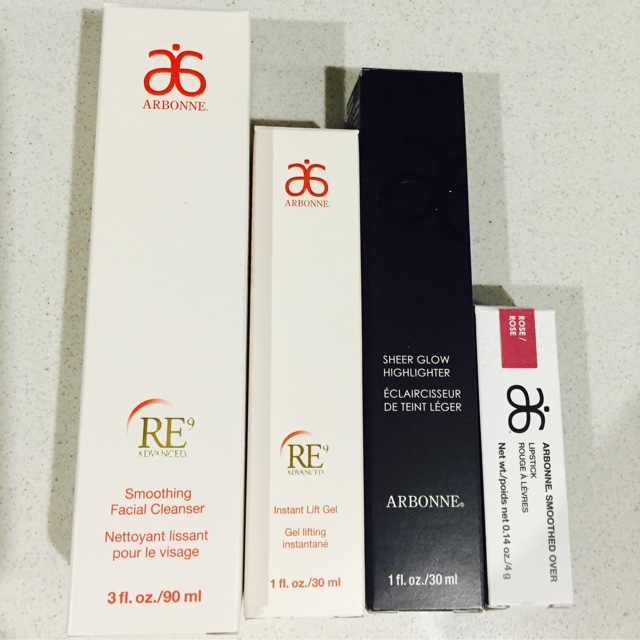 ARBONNE.
RE⁹
ADVANCED.
Smoothing
Facial Cleanser
Nettoyant lissant
pour le visage
3 fl. oz./90 ml
ARBONNE.
RE⁹
ADVANCED.
Instant Lift Gel
Gel lifting
instantané
1 fl. oz./30 ml
SHEER GLOW
HIGHLIGHTER
ÉCLAIRCISSEUR
DE TEINT LÉGER
ARBONNE®
1 fl. oz./30 ml
ROSE /
ROSE
ARBONNE. SMOOTHED OVER
LIPSTICK
ROUGE À LÈVRES
Net wt./poids net 0.14 oz./4 g